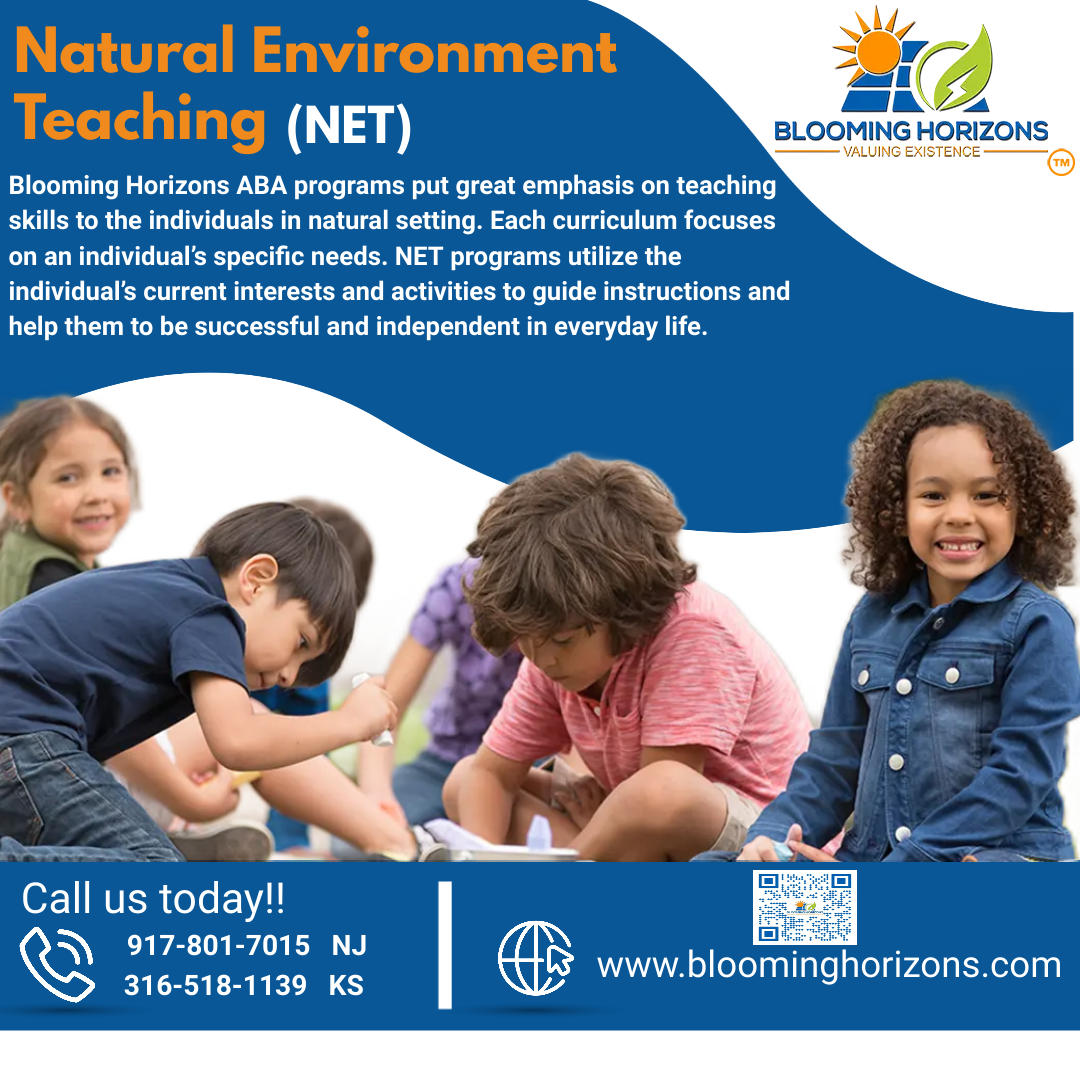 Natural Environment
Teaching (NET)
BLOOMING HORIZONS
VALUING EXISTENCE
TM
Blooming Horizons ABA programs put great emphasis on teaching
skills to the individuals in natural setting. Each curriculum focuses
on an individual’s specific needs. NET programs utilize the
individual’s current interests and activities to guide instructions and
help them to be successful and independent in everyday life.
Call us today!!
917-801-7015 NJ
316-518-1139 KS
www.bloominghorizons.com